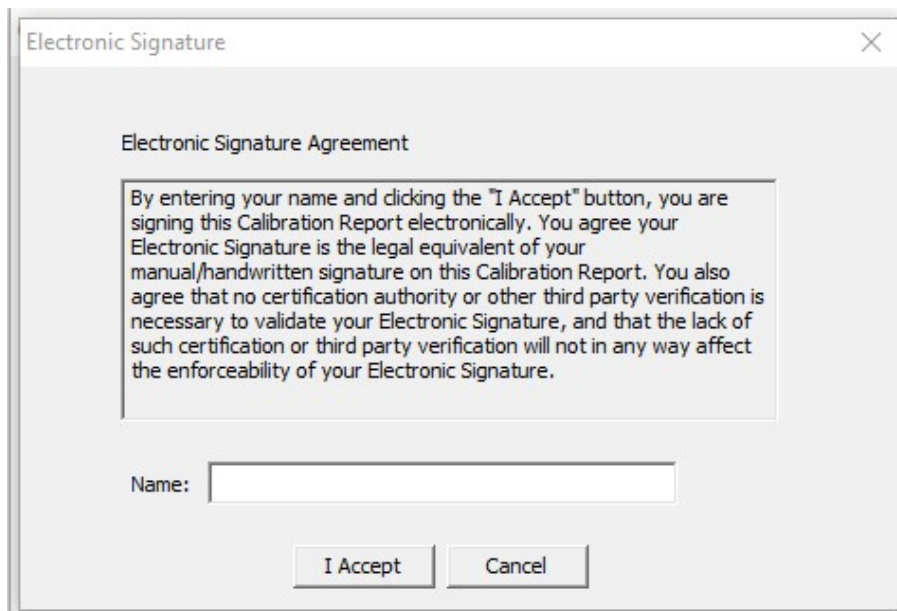 Electronic Signature
Electronic Signature Agreement
By entering your name and clicking the "I Accept" button, you are
signing this Calibration Report electronically. You agree your
Electronic Signature is the legal equivalent of your
manual/handwritten signature on this Calibration Report. You also
agree that no certification authority or other third party verification is
necessary to validate your Electronic Signature, and that the lack of
such certification or third party verification will not in any way affect
the enforceability of your Electronic Signature.
Name:
I Accept
Cancel